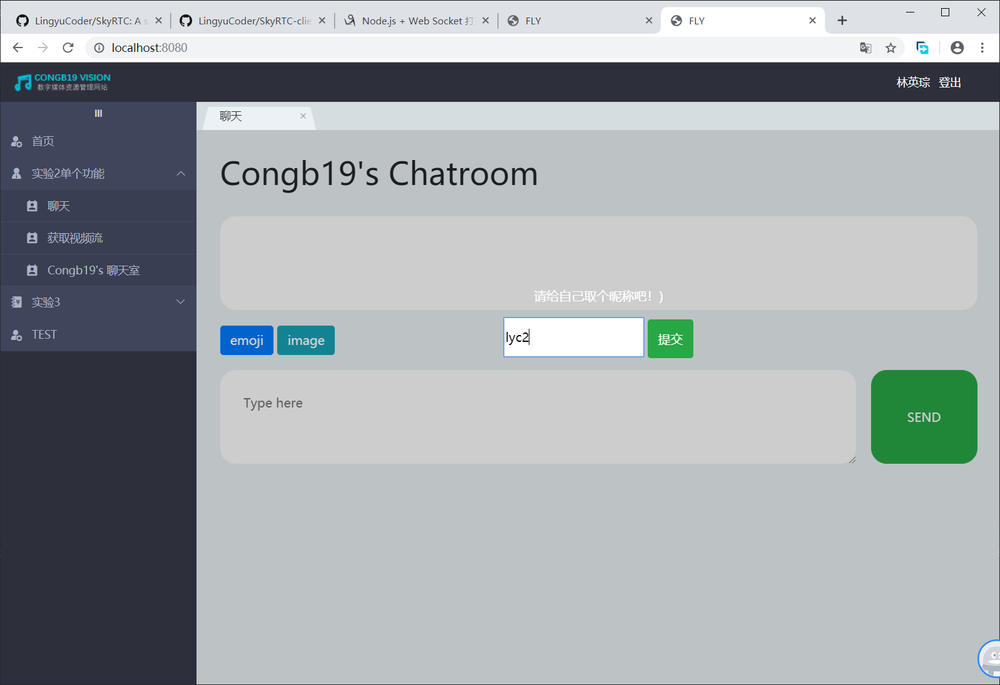 LingyuCoder/SkyRTC: A s
LingyuCoder/SkyRTC-clie
Node.js + Web Socket 打
FLY
FLY
localhost:8080
CONGB19 VISION
数字媒体资源管理网站
林英琮 登出
聊天
首页
实验2单个功能
聊天
获取视频流
Congb19's 聊天室
实验3
TEST
Congb19's Chatroom
请给自己取个昵称吧! )
emoji
image
lyc2
提交
Type here
SEND